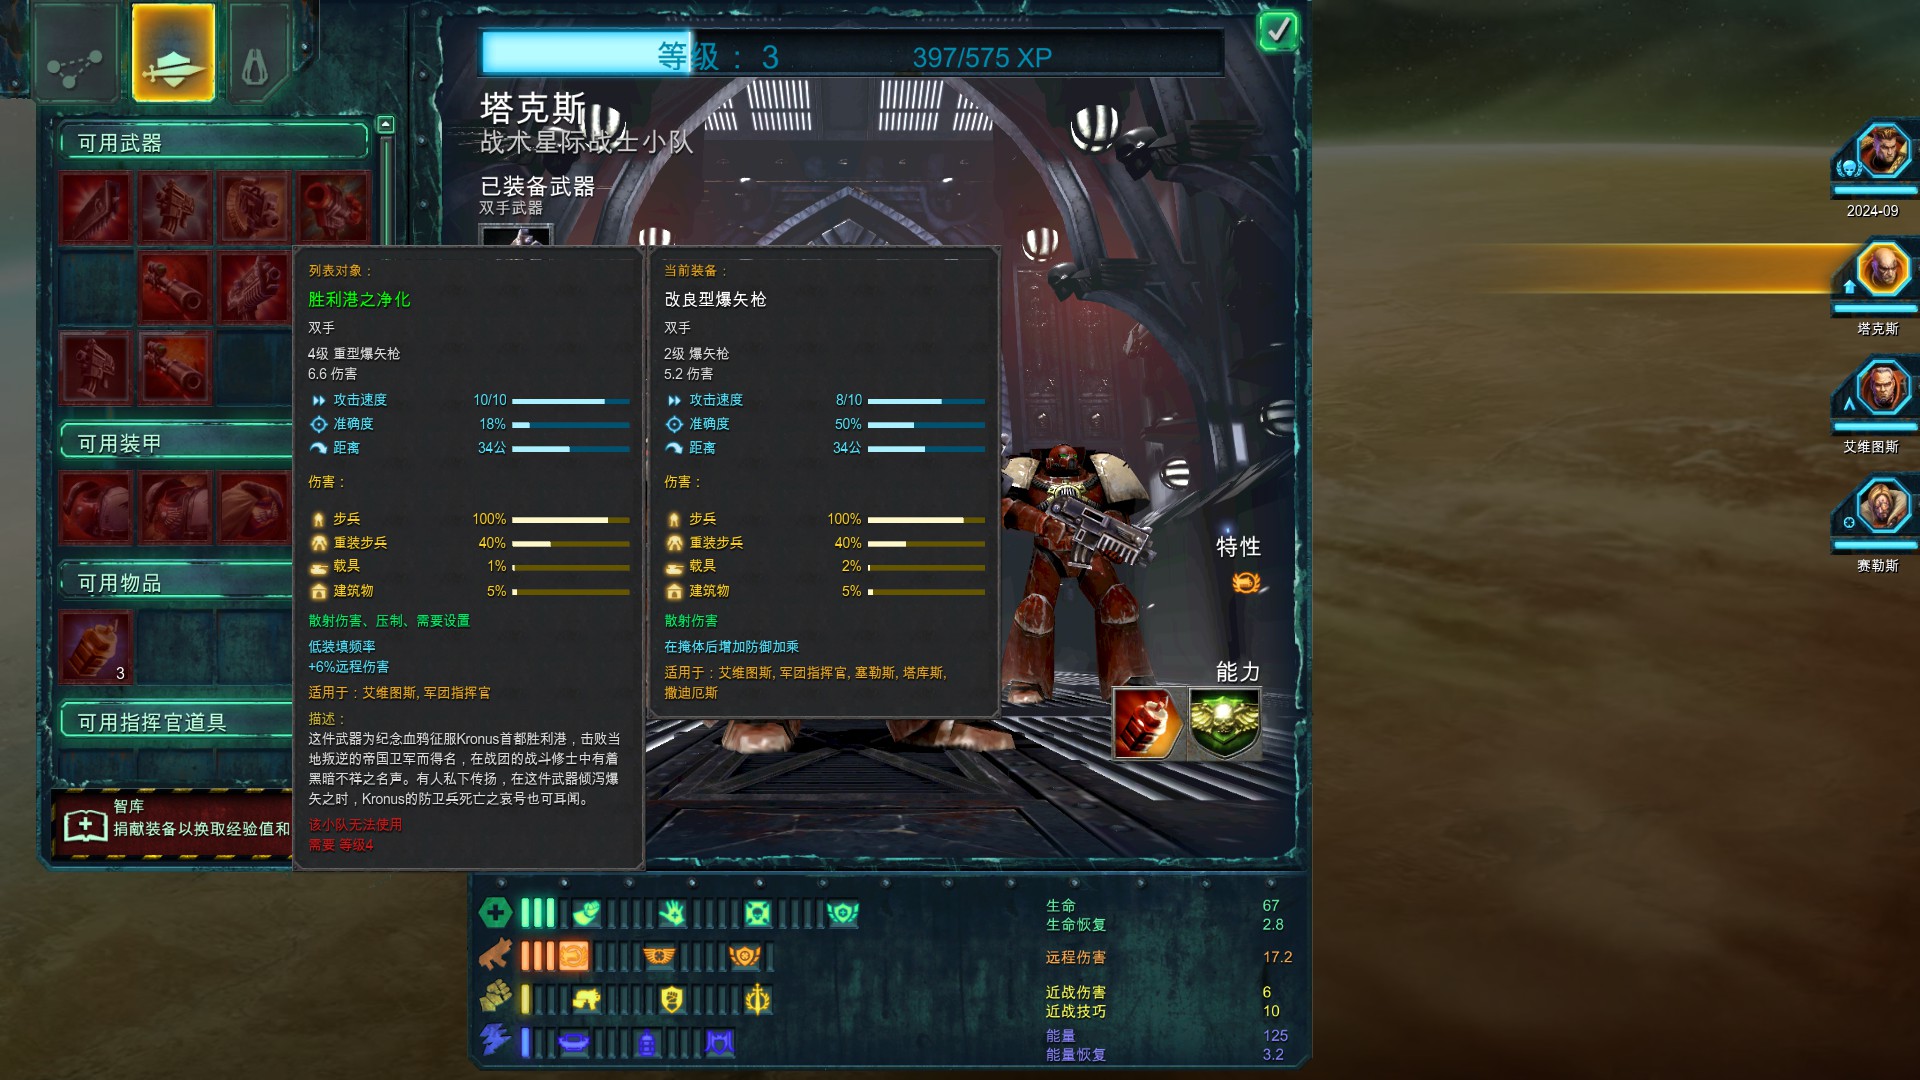 等级： 3
397/575 XP
塔克斯
战术星际战士小队
已装备武器
双手武器
可用武器
可用装甲
可用物品
3
可用指挥官道具
智库
捐献装备以换取经验值和
列表对象：
胜利港之净化
双手
4级 重型爆矢枪
6.6 伤害
攻击速度 10/10
准确度 18%
距离 34公
伤害：
步兵 100%
重装步兵 40%
载具 1%
建筑物 5%
散射伤害、压制、需要设置
低装填频率
+6%远程伤害
适用于：艾维图斯, 军团指挥官
描述：
这件武器为纪念血鸦征服Kronus首都胜利港，击败当
地叛逆的帝国卫军而得名，在战团的战斗修士中有着
黑暗不祥之名声。有人私下传扬，在这件武器倾泻爆
矢之时，Kronus的防卫兵死亡之哀号也可耳闻。
该小队无法使用
需要 等级4
当前装备：
改良型爆矢枪
双手
2级 爆矢枪
5.2 伤害
攻击速度 8/10
准确度 50%
距离 34公
伤害：
步兵 100%
重装步兵 40%
载具 2%
建筑物 5%
散射伤害
在掩体后增加防御加乘
适用于：艾维图斯, 军团指挥官, 塞勒斯, 塔库斯,
撒迪厄斯
特性
能力
生命 67
生命恢复 2.8
远程伤害 17.2
近战伤害 6
近战技巧 10
能量 125
能量恢复 3.2
2024-09
塔克斯
艾维图斯
赛勒斯